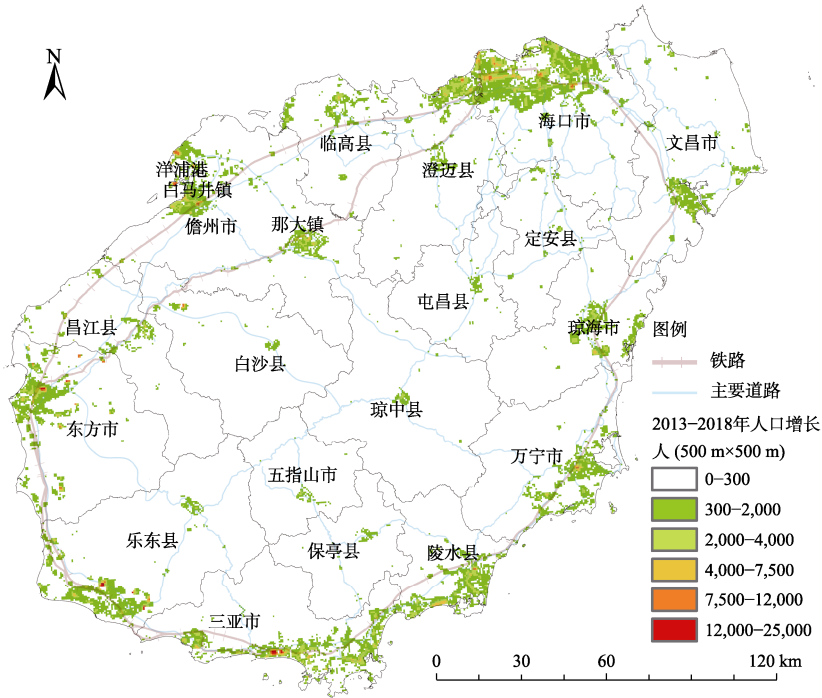 N
海口市
临高县
文昌市
澄迈县
洋浦港
白马井镇
儋州市
那大镇
定安县
屯昌县
昌江县
琼海市
白沙县
琼中县
东方市
万宁市
五指山市
乐东县
保亭县
陵水县
三亚市
图例
铁路
主要道路
2013−2018年人口增长
人 (500 m×500 m)
0−300
300−2,000
2,000−4,000
4,000−7,500
7,500−12,000
12,000−25,000
0 30 60 120 km